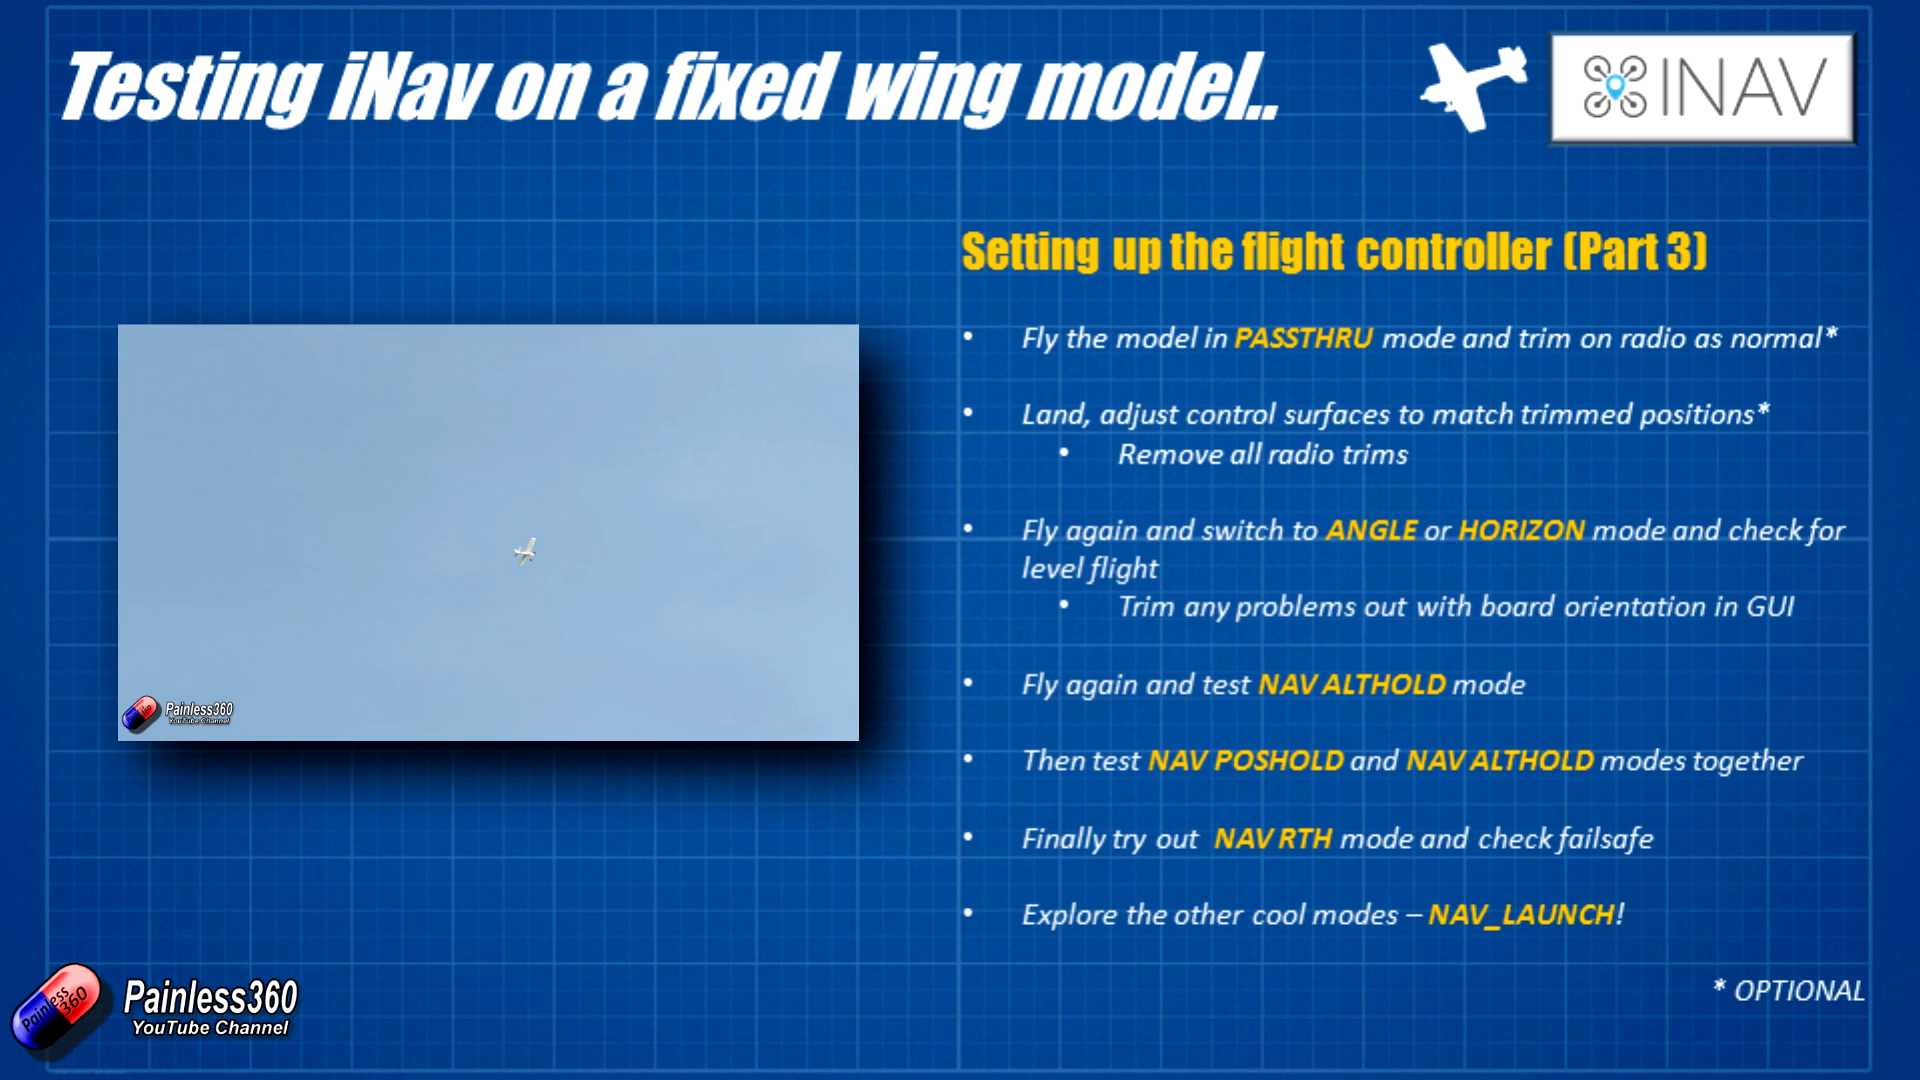 Testing iNav on a fixed wing model..
INAV
Setting up the flight controller (Part 3)
• Fly the model in PASSTHRU mode and trim on radio as normal*
• Land, adjust control surfaces to match trimmed positions*
• Remove all radio trims
• Fly again and switch to ANGLE or HORIZON mode and check for
level flight
• Trim any problems out with board orientation in GUI
• Fly again and test NAV ALTHOLD mode
• Then test NAV POSHOLD and NAV ALTHOLD modes together
• Finally try out NAV RTH mode and check failsafe
• Explore the other cool modes – NAV_LAUNCH!
* OPTIONAL
Painless360
YouTube Channel
Painless
360
Painless360
YouTube Channel